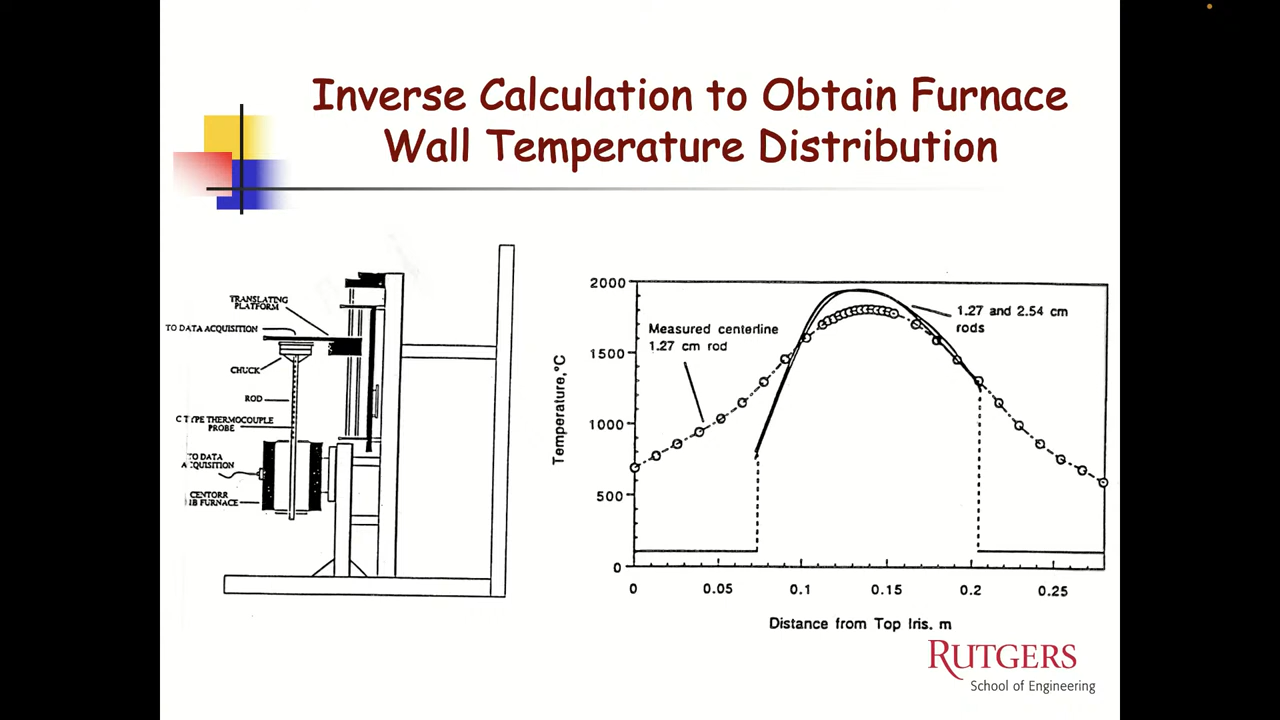 Inverse Calculation to Obtain Furnace
Wall Temperature Distribution
TRANSLATING
PLATFORM
TO DATA ACQUISITION
CHUCK
ROD
C TYPE THERMOCOUPLE
PROBE
TO DATA
ACQUISITION
CENTORR
FURNACE
2000
1500
1000
500
0
Temperature,°C
Measured centerline
1.27 cm rod
1.27 and 2.54 cm
rods
0
0.05
0.1
0.15
0.2
0.25
Distance from Top Iris. m
RUTGERS
School of Engineering